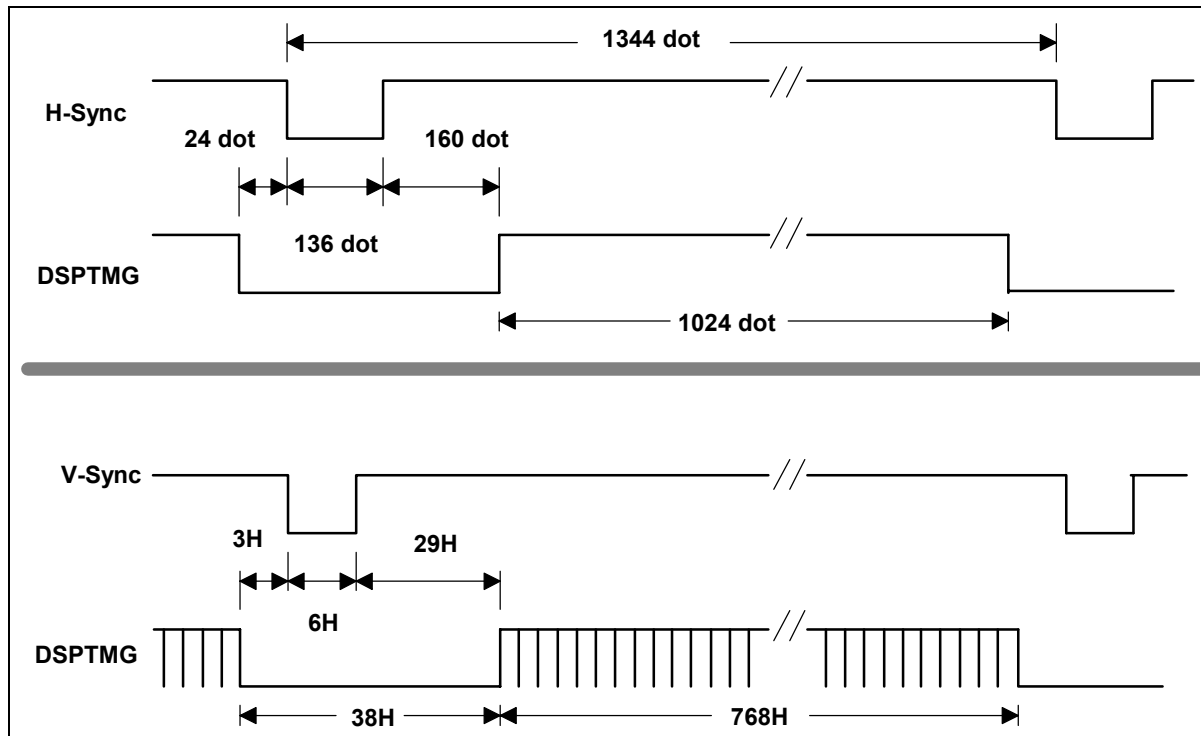 1344 dot
H-Sync
24 dot
160 dot
136 dot
DSPTMG
1024 dot
V-Sync
3H
29H
6H
DSPTMG
38H
768H